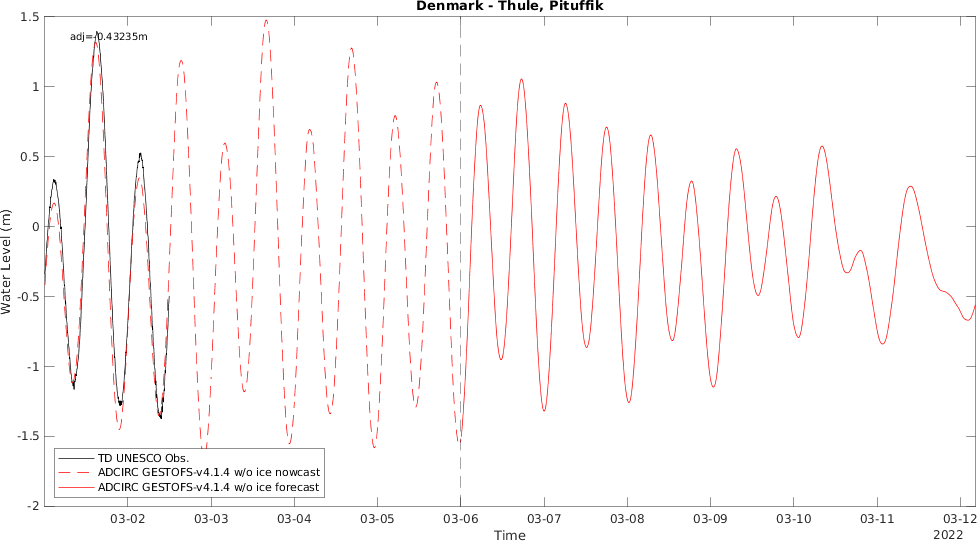 Denmark - Thule, Pituffik
adj=-0.43235m
Water Level (m)
1.5
1
0.5
0
-0.5
-1
-1.5
-2
TD UNESCO Obs.
ADCIRC GESTOFS-v4.1.4 w/o ice nowcast
ADCIRC GESTOFS-v4.1.4 w/o ice forecast
03-02 03-03 03-04 03-05 03-06 03-07 03-08 03-09 03-10 03-11 03-12
Time
2022